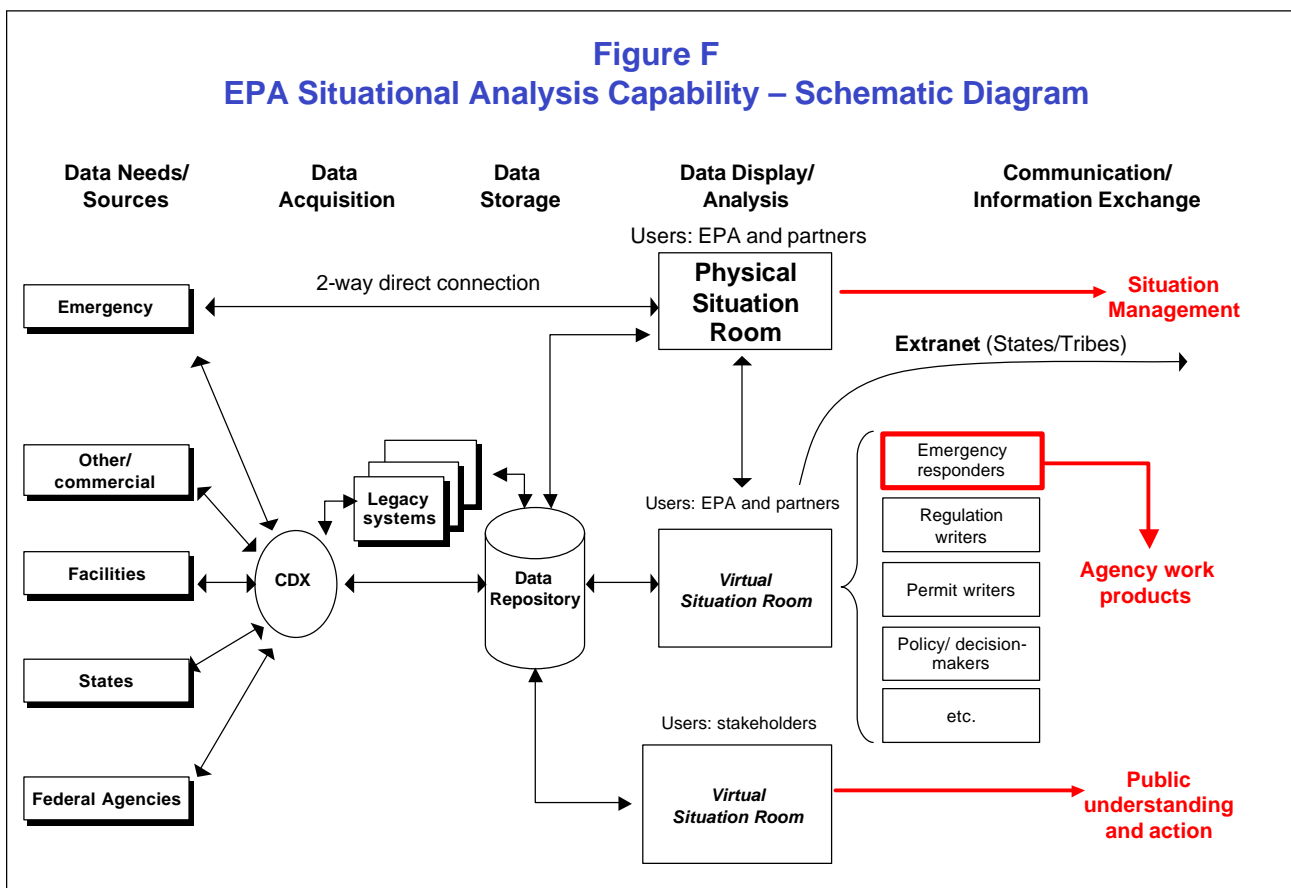 Figure F
EPA Situational Analysis Capability – Schematic Diagram
Data Needs/
Sources
Data
Acquisition
Data
Storage
Data Display/
Analysis
Communication/
Information Exchange
Users: EPA and partners
Emergency
2-way direct connection
Physical
Situation
Room
Situation
Management
Extranet (States/Tribes)
Other/
commercial
Legacy
systems
Users: EPA and partners
Emergency
responders
Regulation
writers
Facilities
CDX
Data
Repository
Virtual
Situation Room
Permit writers
Agency work
products
States
Policy/ decision-
makers
etc.
Users: stakeholders
Federal Agencies
Virtual
Situation Room
Public
understanding
and action